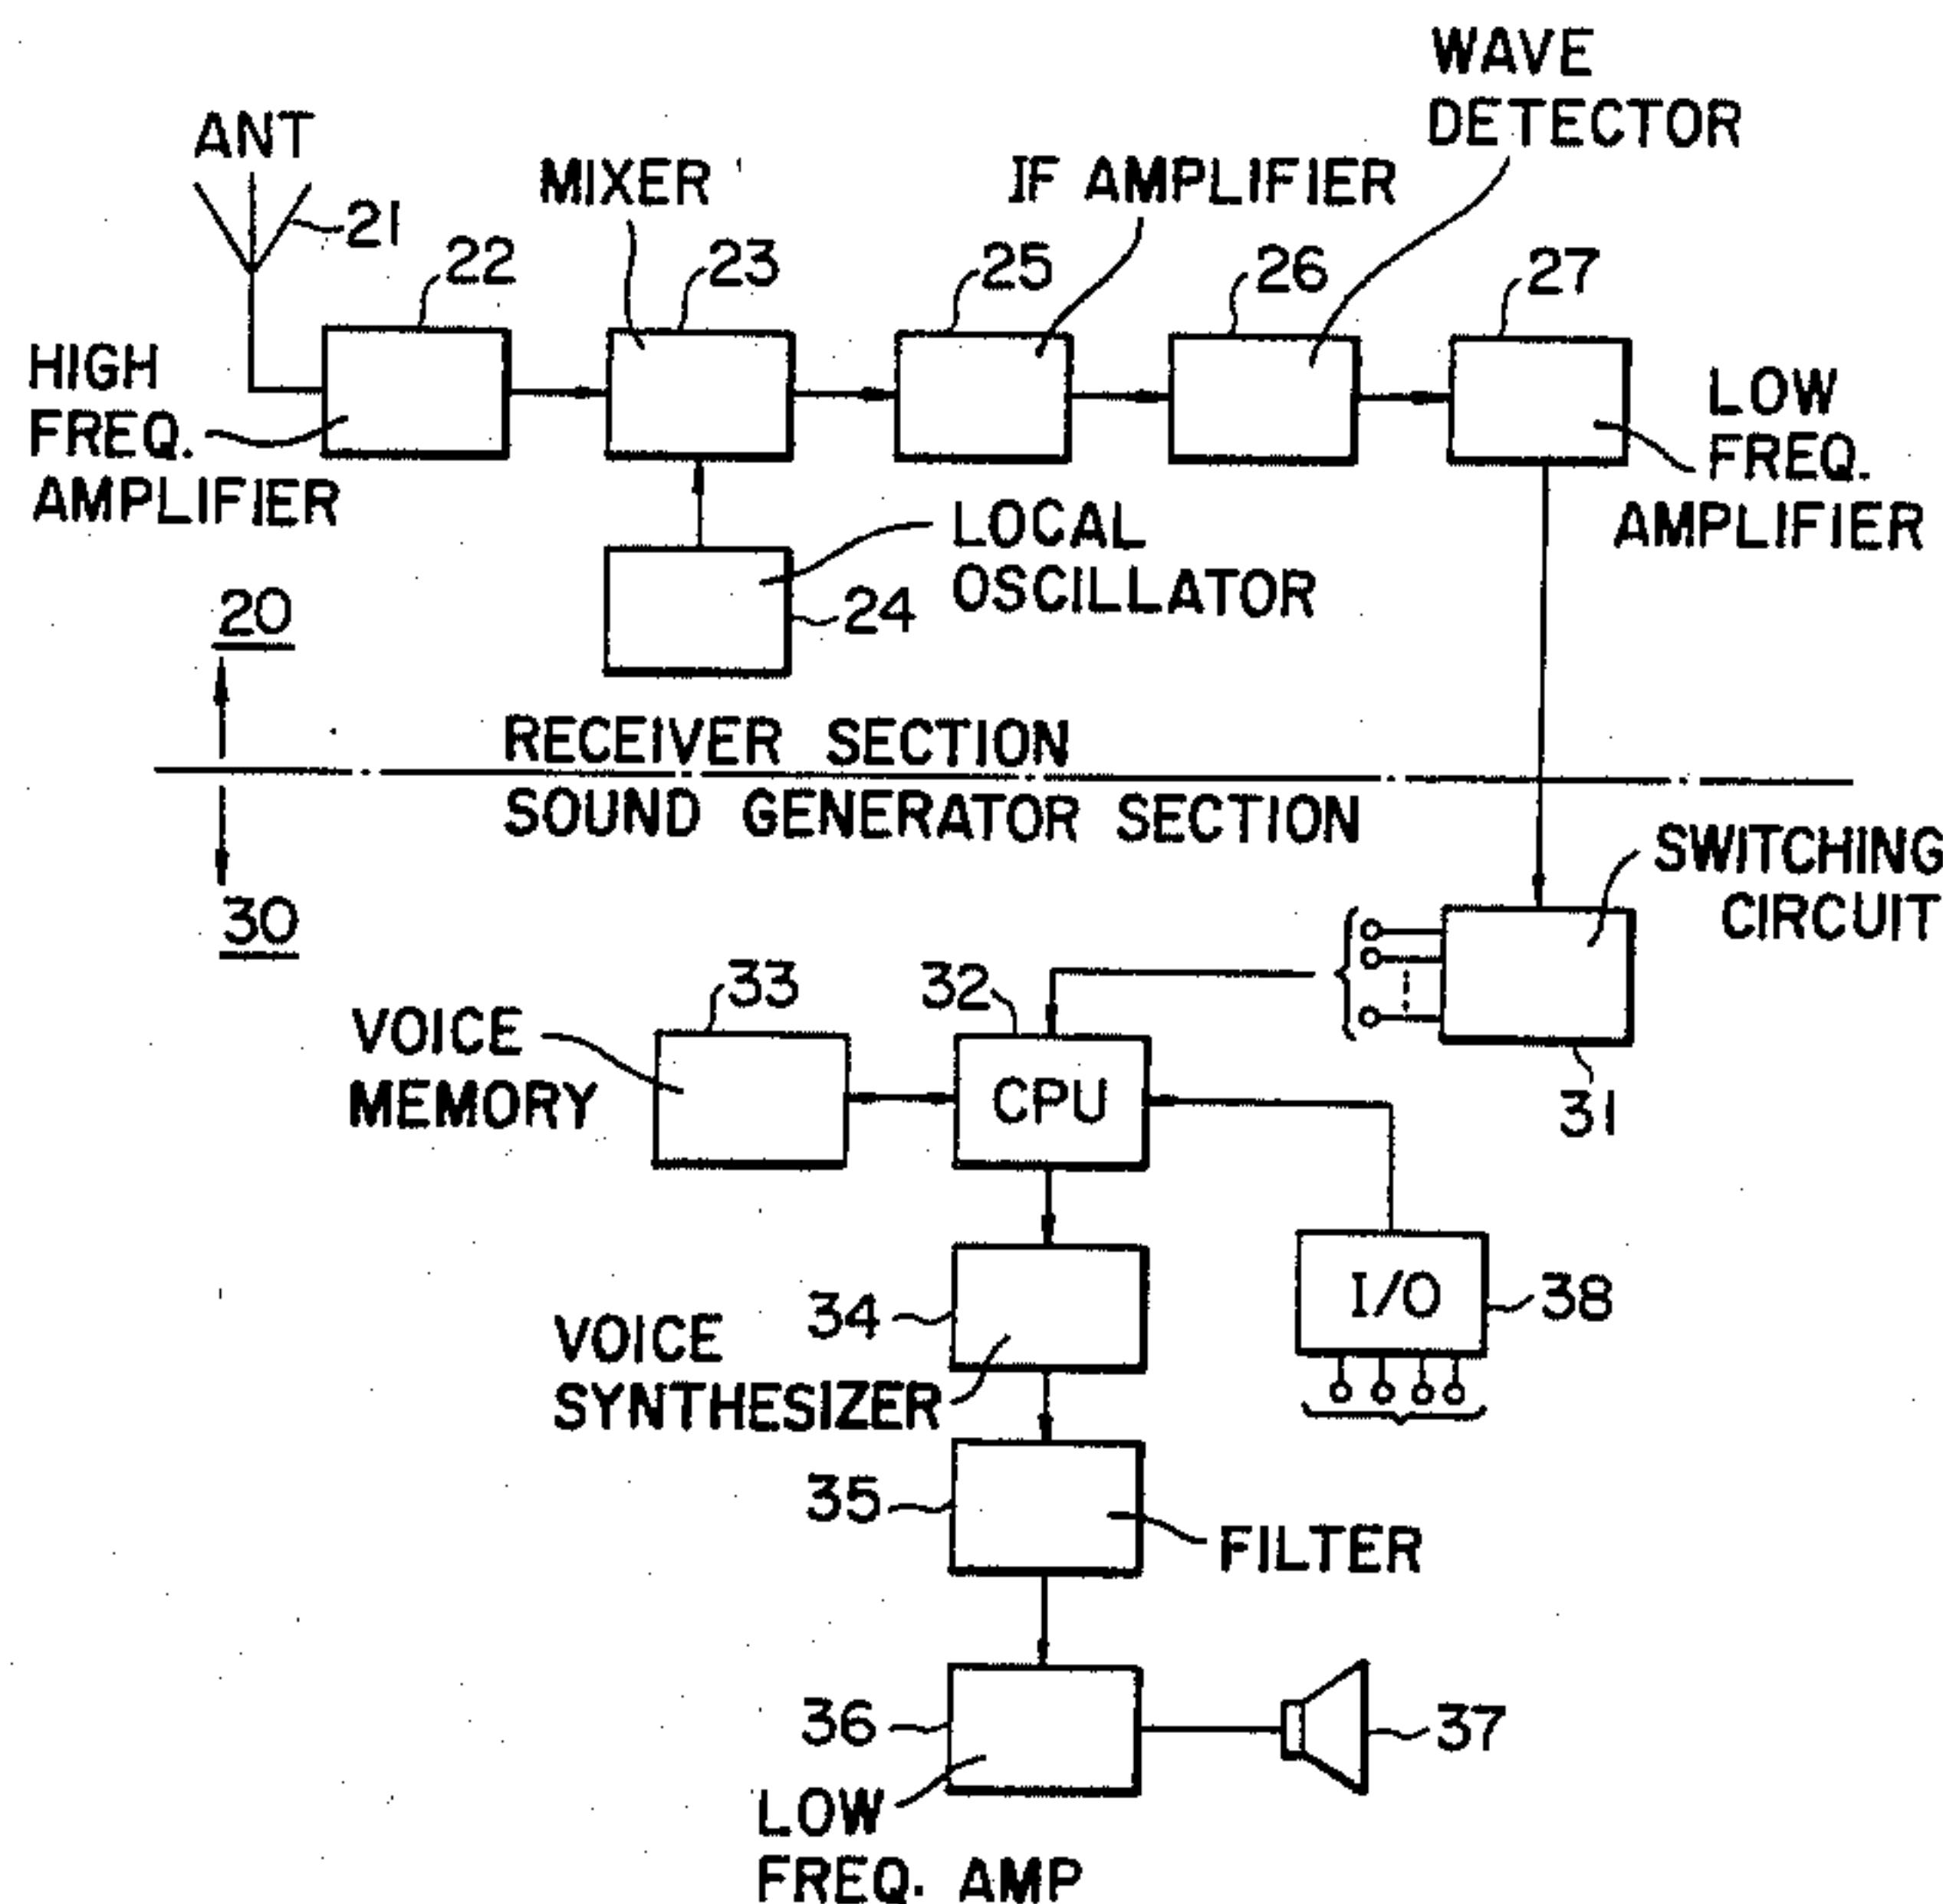 WAVE
DETECTOR
ANT
MIXER
IF AMPLIFIER
21
22
23
25
26
27
HIGH
FREQ.
AMPLIFIER
LOW
FREQ.
AMPLIFIER
LOCAL
OSCILLATOR
24
20
RECEIVER SECTION
SOUND GENERATOR SECTION
30
SWITCHING
CIRCUIT
33
32
VOICE
MEMORY
CPU
31
34
I/O
38
VOICE
SYNTHESIZER
35
FILTER
36
37
LOW
FREQ. AMP